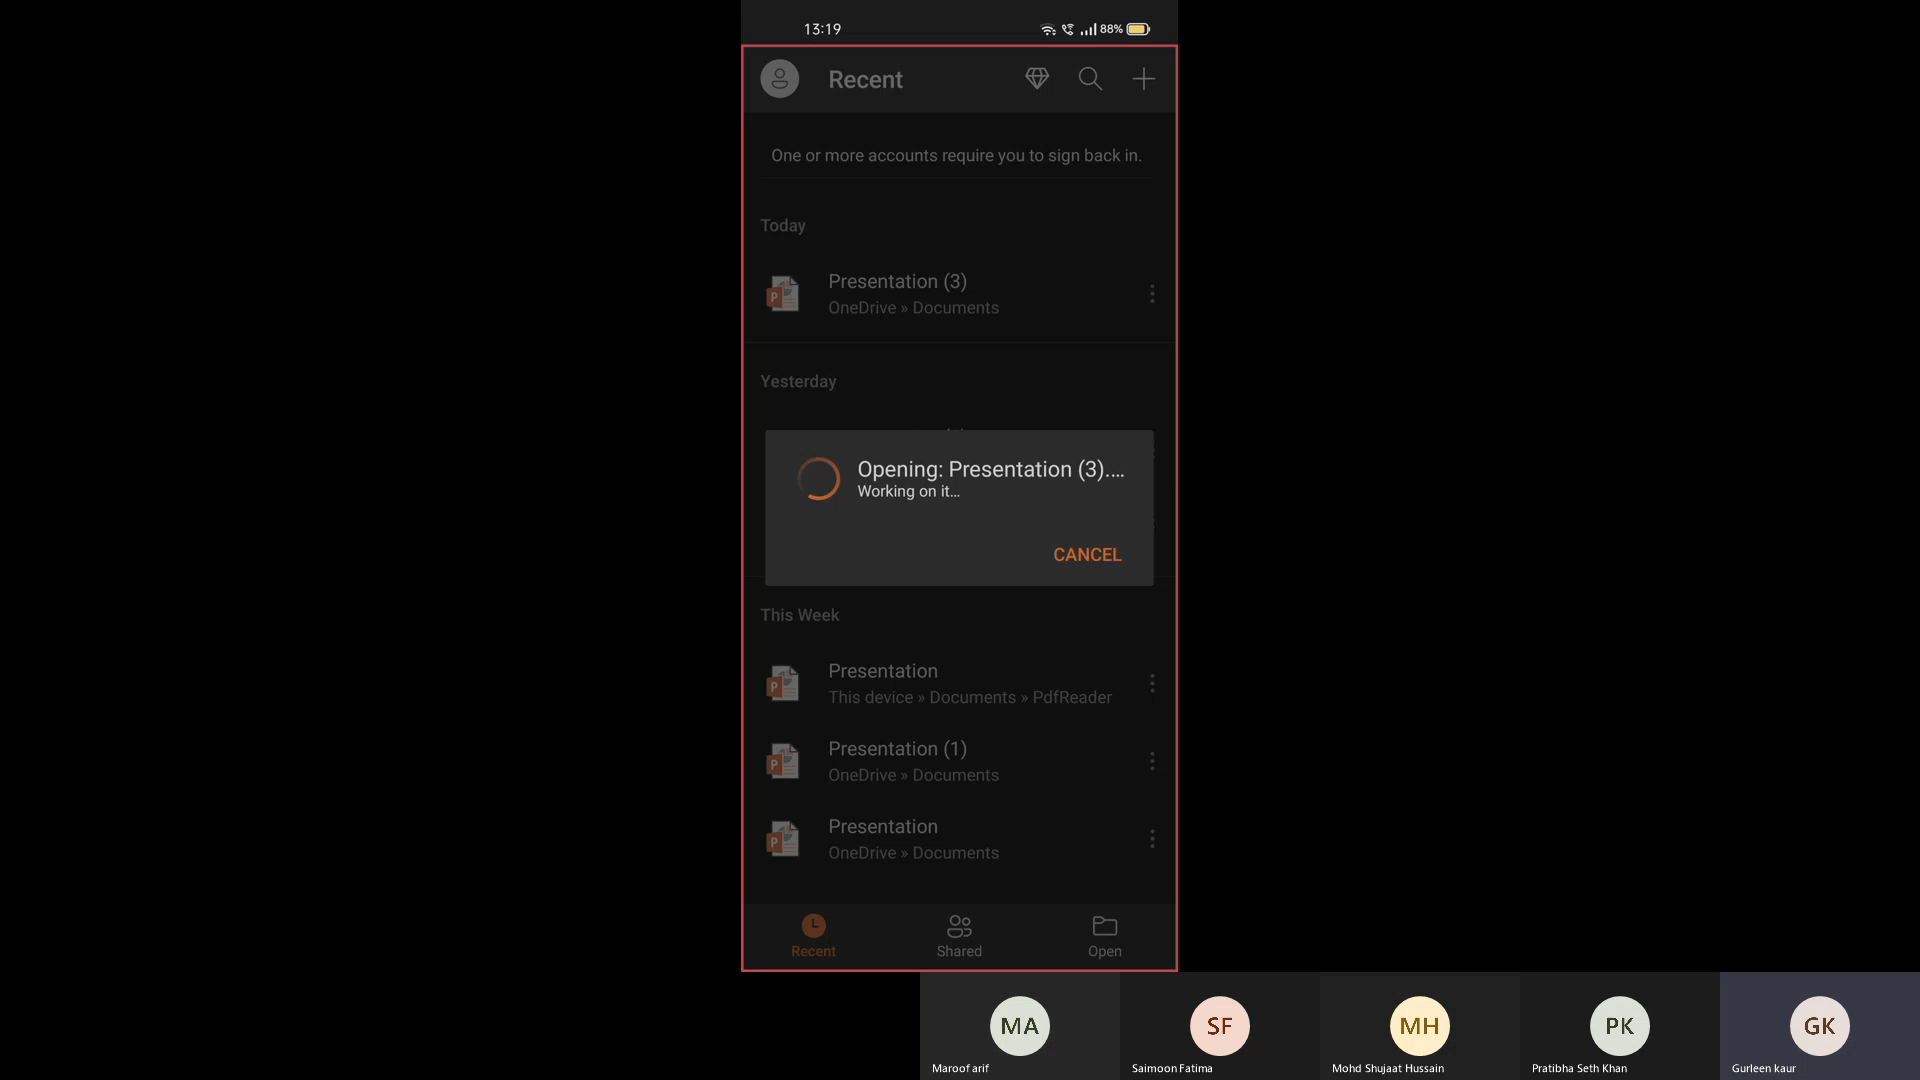 13:19
88%
Recent
One or more accounts require you to sign back in.
Today
Presentation (3)
OneDrive » Documents
Yesterday
Opening: Presentation (3)....
Working on it...
CANCEL
This Week
Presentation
This device » Documents » PdfReader
Presentation (1)
OneDrive » Documents
Presentation
OneDrive » Documents
Recent
Shared
Open
MA
SF
MH
PK
GK
Maroof arif
Saimoon Fatima
Mohd Shujaat Hussain
Pratibha Seth Khan
Gurleen kaur